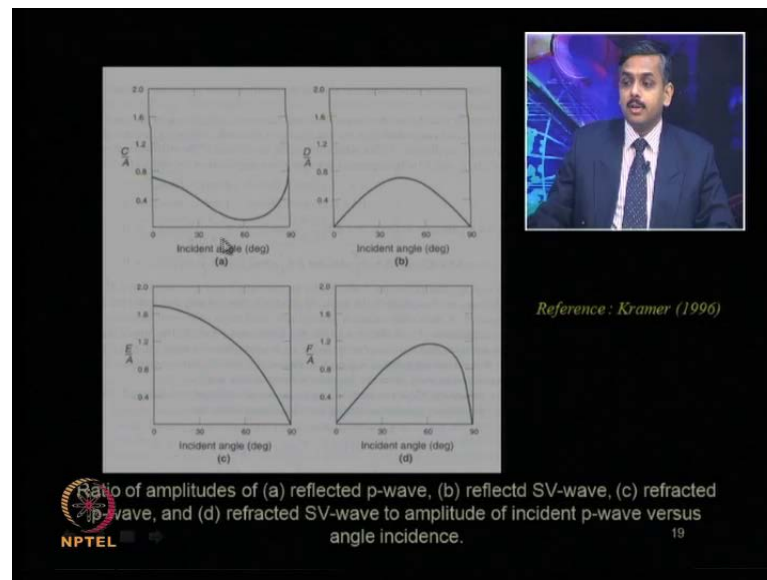 2.0
1.6
1.2
0.8
0.4
C
A
0
30
60
90
Incident angle (deg)
(a)
2.0
1.6
1.2
0.8
0.4
D
A
0
30
60
90
Incident angle (deg)
(b)
2.0
1.6
1.2
0.8
0.4
E
A
0
30
60
90
Incident angle (deg)
(c)
2.0
1.6
1.2
0.8
0.4
F
A
0
30
60
90
Incident angle (deg)
(d)
Reference : Kramer (1996)
Ratio of amplitudes of (a) reflected p-wave, (b) reflectd SV-wave, (c) refracted
p-wave, and (d) refracted SV-wave to amplitude of incident p-wave versus
angle incidence.
19
NPTEL